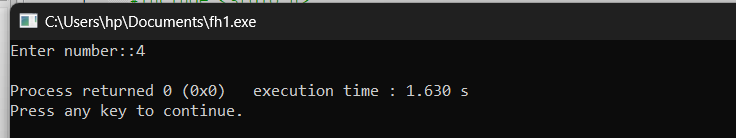 C:\Users\hp\Documents\fh1.exe
Enter number::4
Process returned 0 (0x0)   execution time : 1.630 s
Press any key to continue.